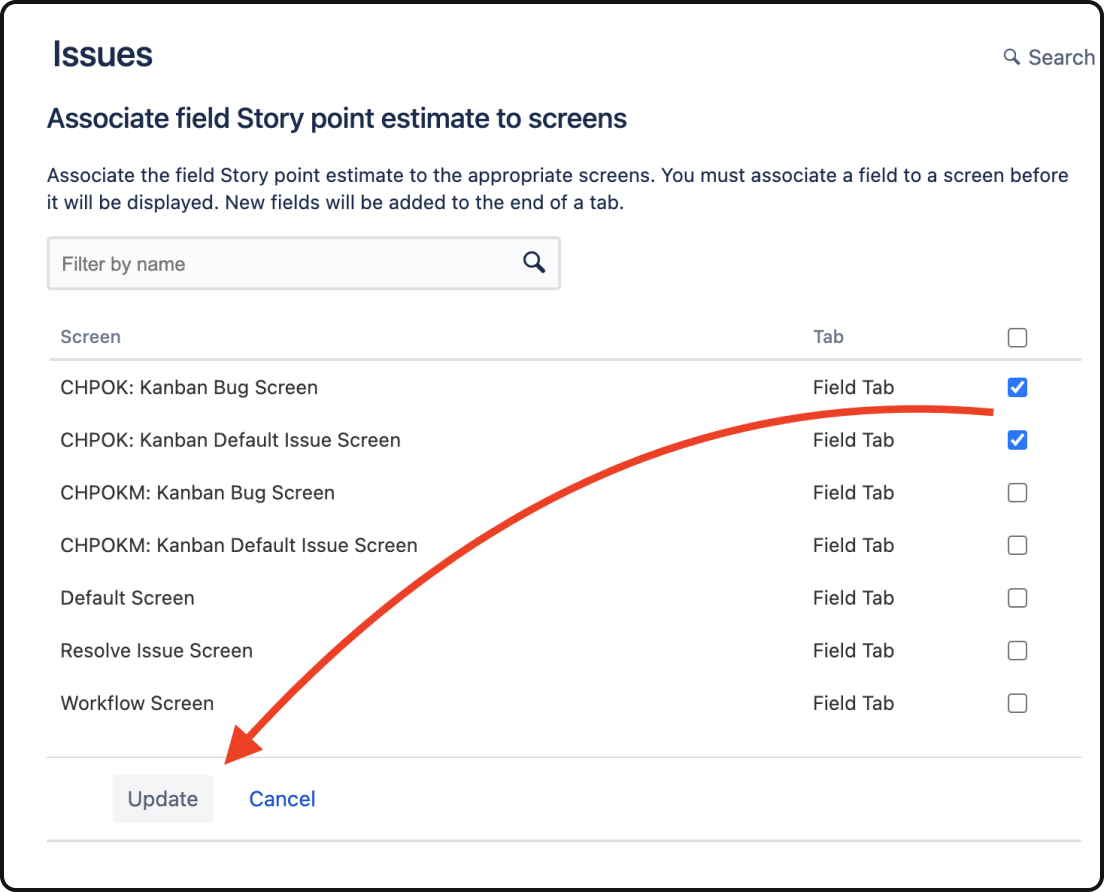 Issues
Search
Associate field Story point estimate to screens
Associate the field Story point estimate to the appropriate screens. You must associate a field to a screen before
it will be displayed. New fields will be added to the end of a tab.
Filter by name
Screen Tab
CHPOK: Kanban Bug Screen Field Tab
CHPOK: Kanban Default Issue Screen Field Tab
CHPOKM: Kanban Bug Screen Field Tab
CHPOKM: Kanban Default Issue Screen Field Tab
Default Screen Field Tab
Resolve Issue Screen Field Tab
Workflow Screen Field Tab
Update Cancel